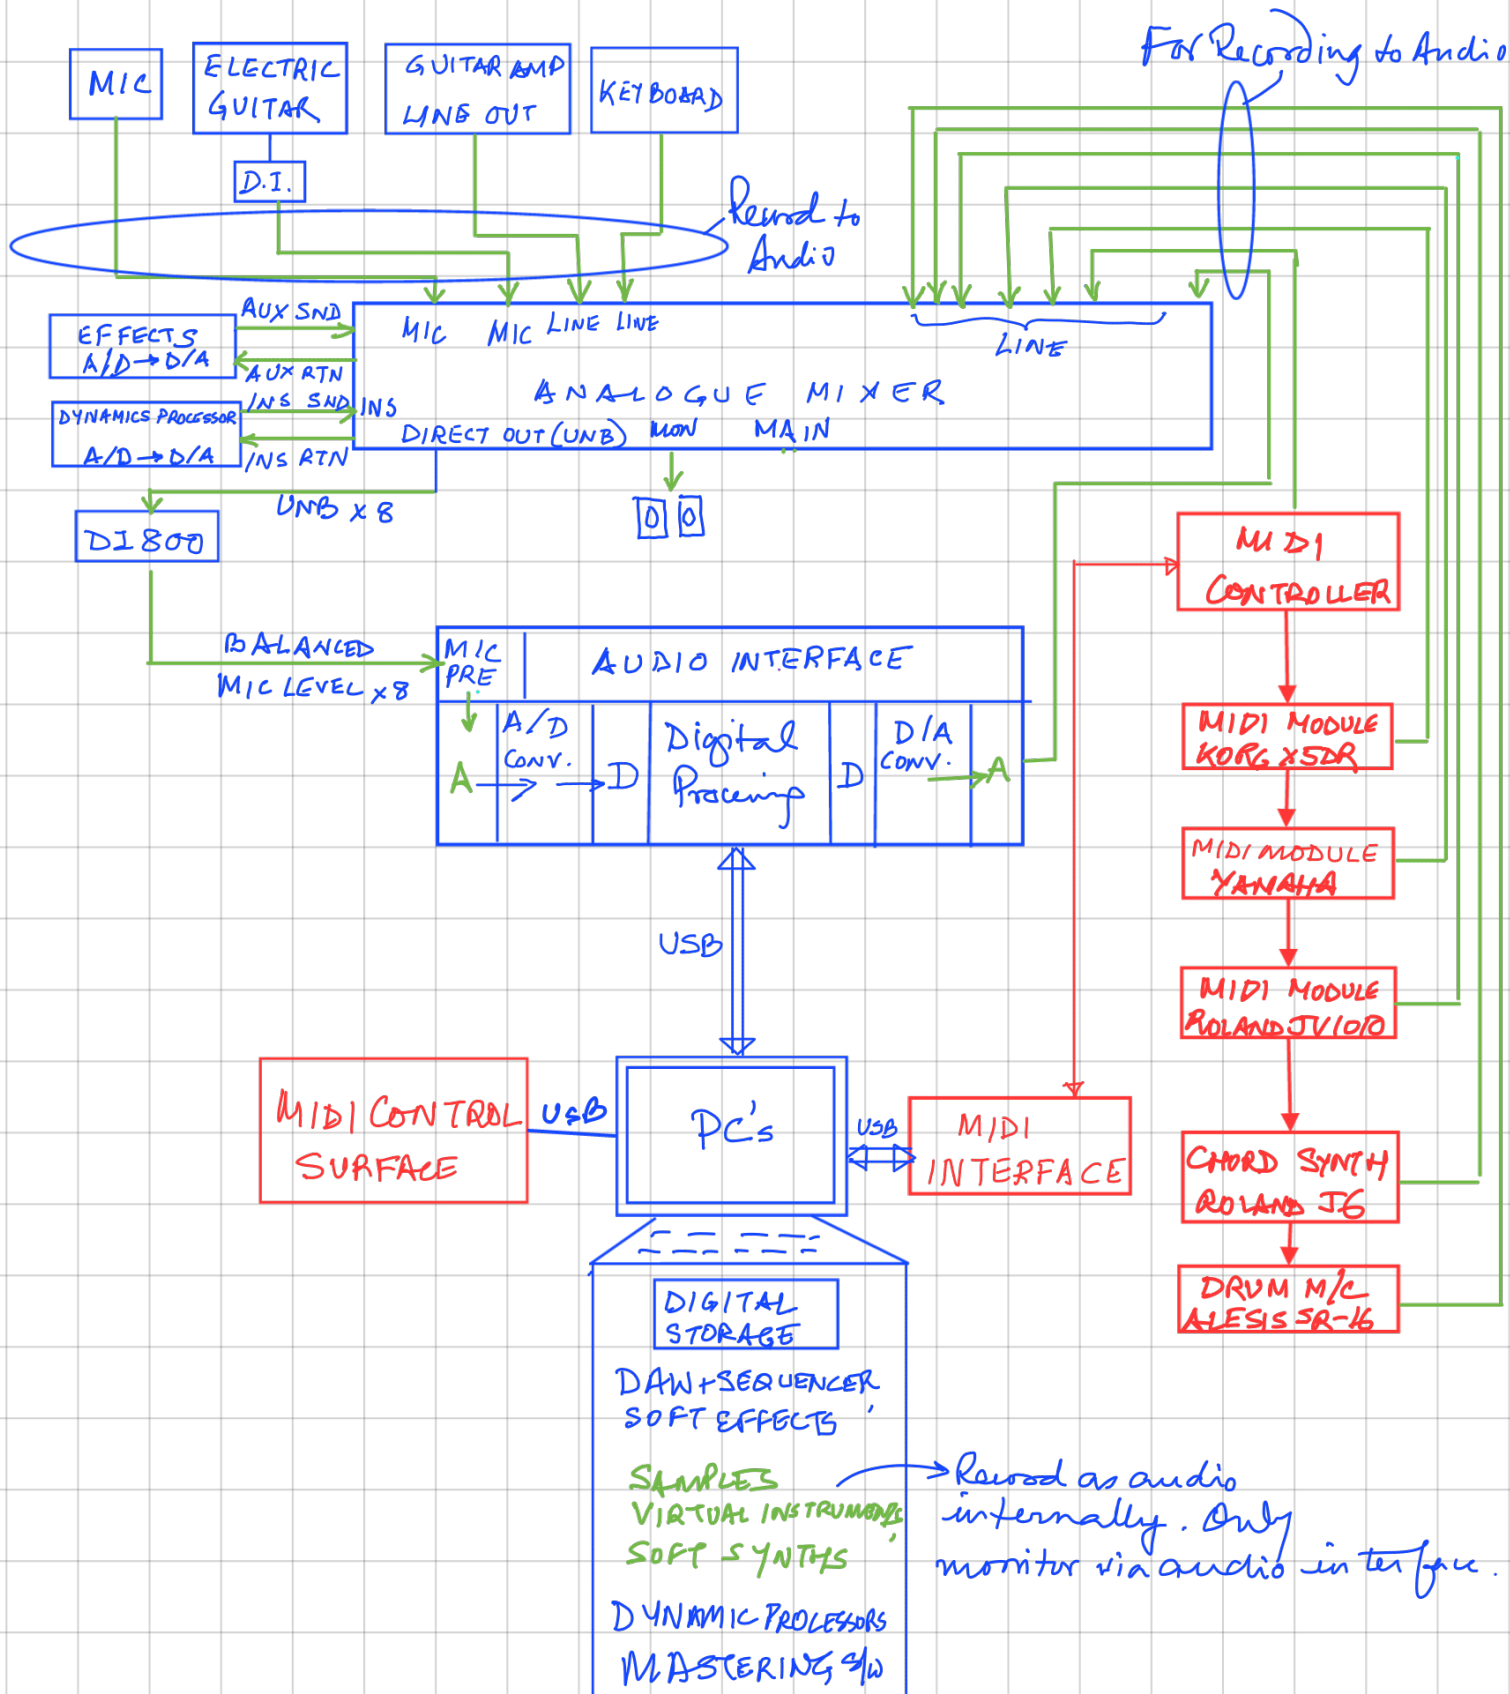 For Recording to Audio
MIC
ELECTRIC
GUITAR
GUITAR AMP
LINE OUT
KEYBOARD
D.I.
Record to
Audio
AUX SND
EFFECTS
A/D → D/A
AUX RTN
INS SND
DYNAMICS PROCESSOR
A/D → D/A
INS RTN
MIC
MIC
LINE
LINE
LINE
ANALOGUE MIXER
INS
DIRECT OUT (UNB)
MON
MAIN
UNB x 8
DI800
BALANCED
MIC LEVEL x8
MIC
PRE
AUDIO INTERFACE
A
A/D
CONV.
D
Digital
Processing
D
D/A
CONV.
A
MIDI
CONTROLLER
MIDI MODULE
KORG X5DR
MIDI MODULE
YAMAHA
MIDI MODULE
ROLAND JV1010
CHORD SYNTH
ROLAND J6
DRUM M/C
ALESIS SR-16
USB
MIDI CONTROL
SURFACE
USB
PC's
USB
MIDI
INTERFACE
DIGITAL
STORAGE
DAW + SEQUENCER
SOFT EFFECTS
SAMPLES
VIRTUAL INSTRUMENTS
SOFT SYNTHS
Record as audio
internally. Only
monitor via audio interface.
DYNAMIC PROCESSORS
MASTERING S/W